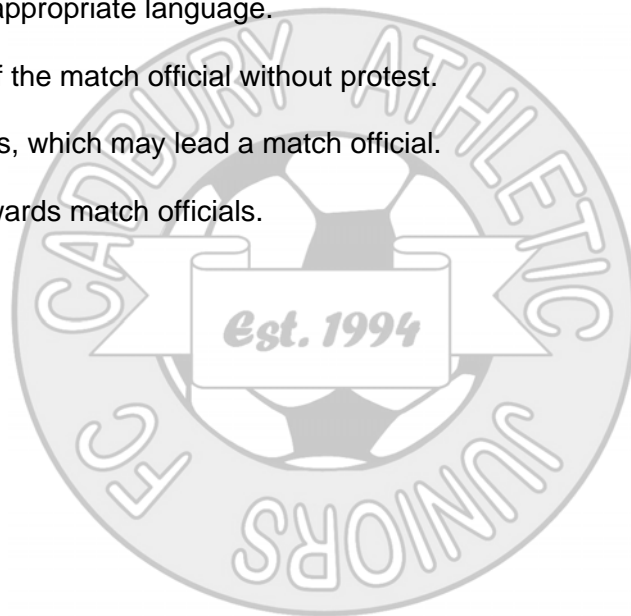 appropriate language.
f the match official without protest.
s, which may lead a match official.
wards match officials.
CADBURY ATHLETIC
Est. 1994
JUNIORS FC